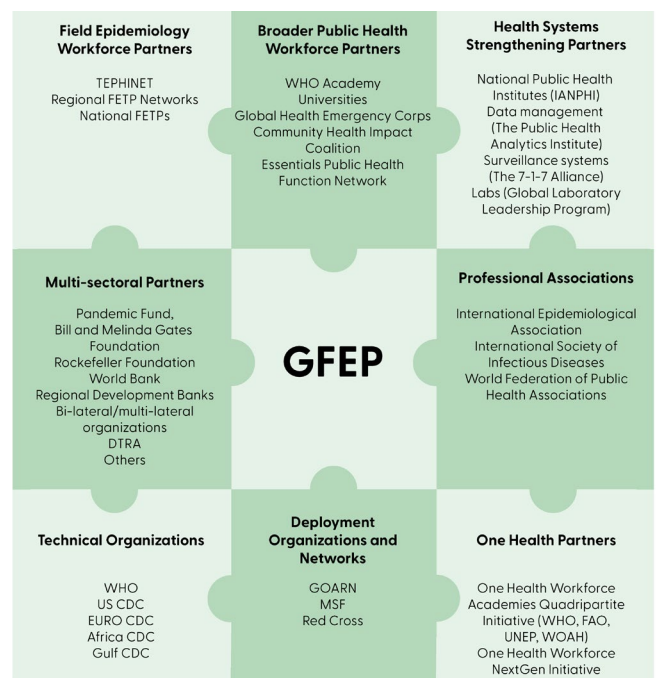 Field Epidemiology
Workforce Partners
TEPHINET
Regional FETP Networks
National FETPs
Broader Public Health
Workforce Partners
WHO Academy
Universities
Global Health Emergency Corps
Community Health Impact
Coalition
Essentials Public Health
Function Network
Health Systems
Strengthening Partners
National Public Health
Institutes (IANPHI)
Data management
(The Public Health
Analytics Institute)
Surveillance systems
(The 7-1-7 Alliance)
Labs (Global Laboratory
Leadership Program)
Multi-sectoral Partners
Pandemic Fund,
Bill and Melinda Gates
Foundation
Rockefeller Foundation
World Bank
Regional Development Banks
Bi-lateral/multi-lateral
organizations
DTRA
Others
GFEP
Professional Associations
International Epidemiological
Association
International Society of
Infectious Diseases
World Federation of Public
Health Associations
Technical Organizations
WHO
US CDC
EURO CDC
Africa CDC
Gulf CDC
Deployment
Organizations and
Networks
GOARN
MSF
Red Cross
One Health Partners
One Health Workforce
Academies Quadripartite
Initiative (WHO, FAO,
UNEP, WOAH)
One Health Workforce
NextGen Initiative